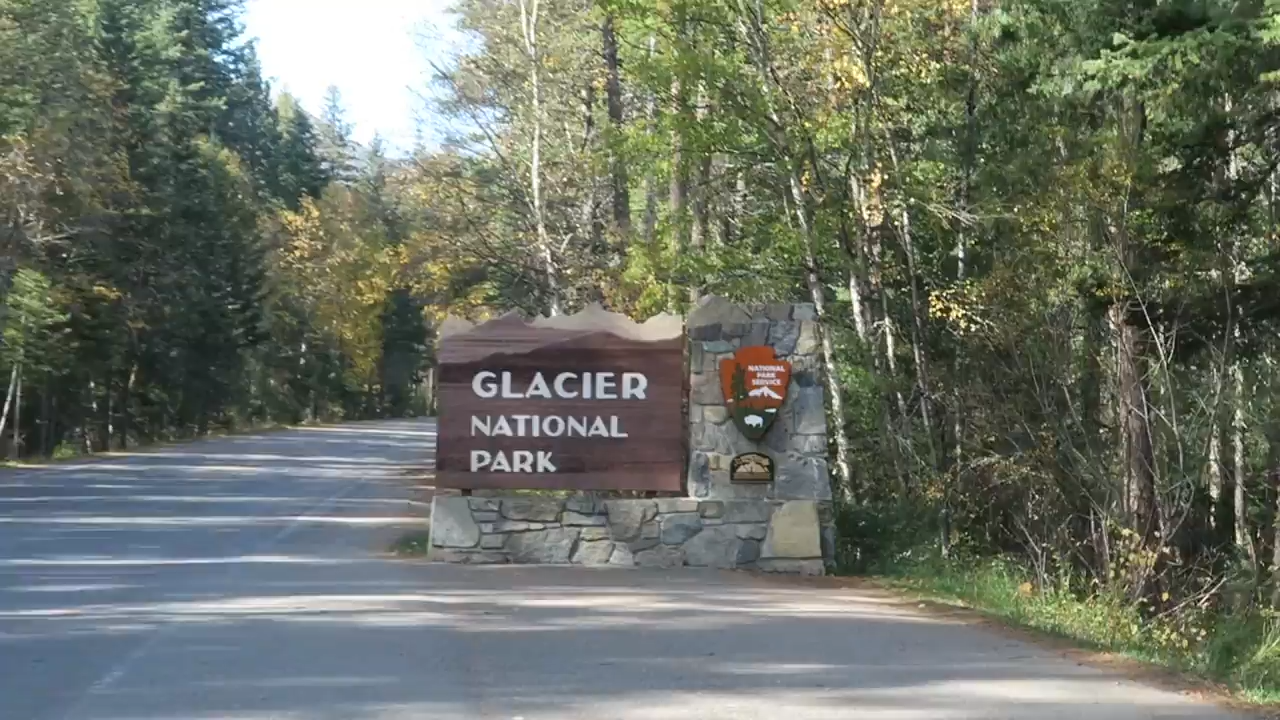 GLACIER
NATIONAL
PARK
NATIONAL
PARK
SERVICE